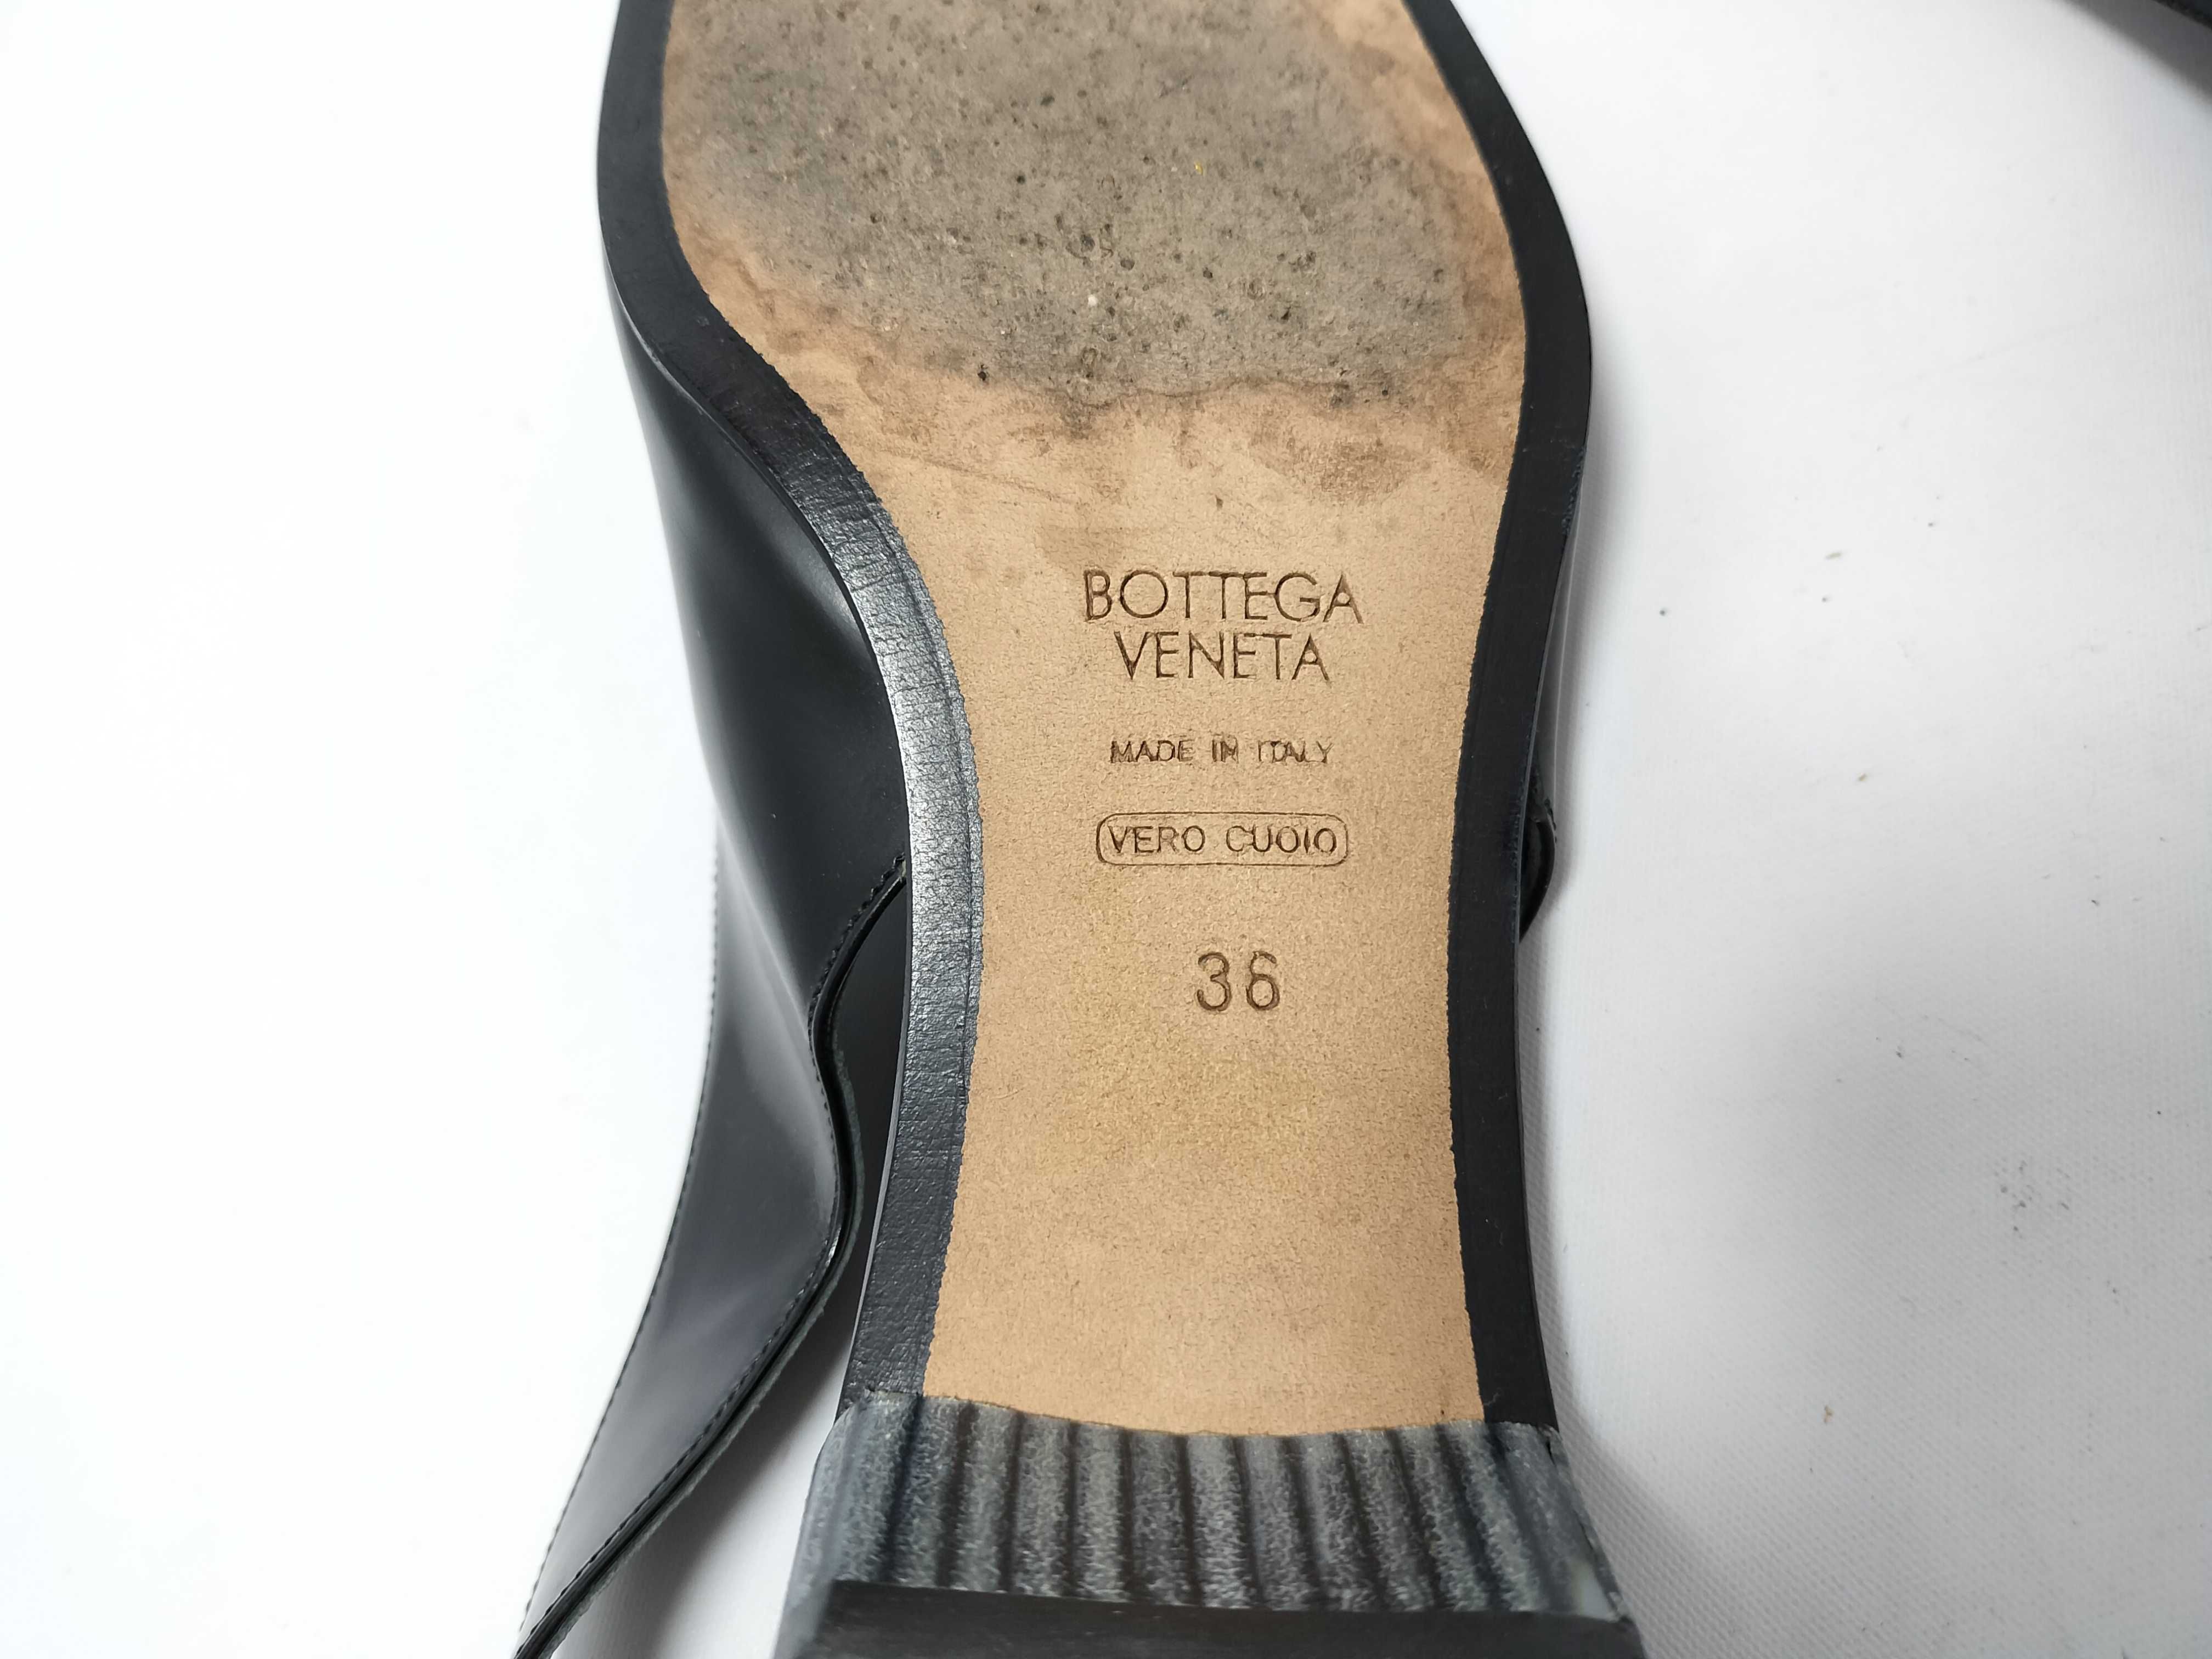 BOTTEGA
VENETA
MADE IN ITALY
VERO CUOIO
36